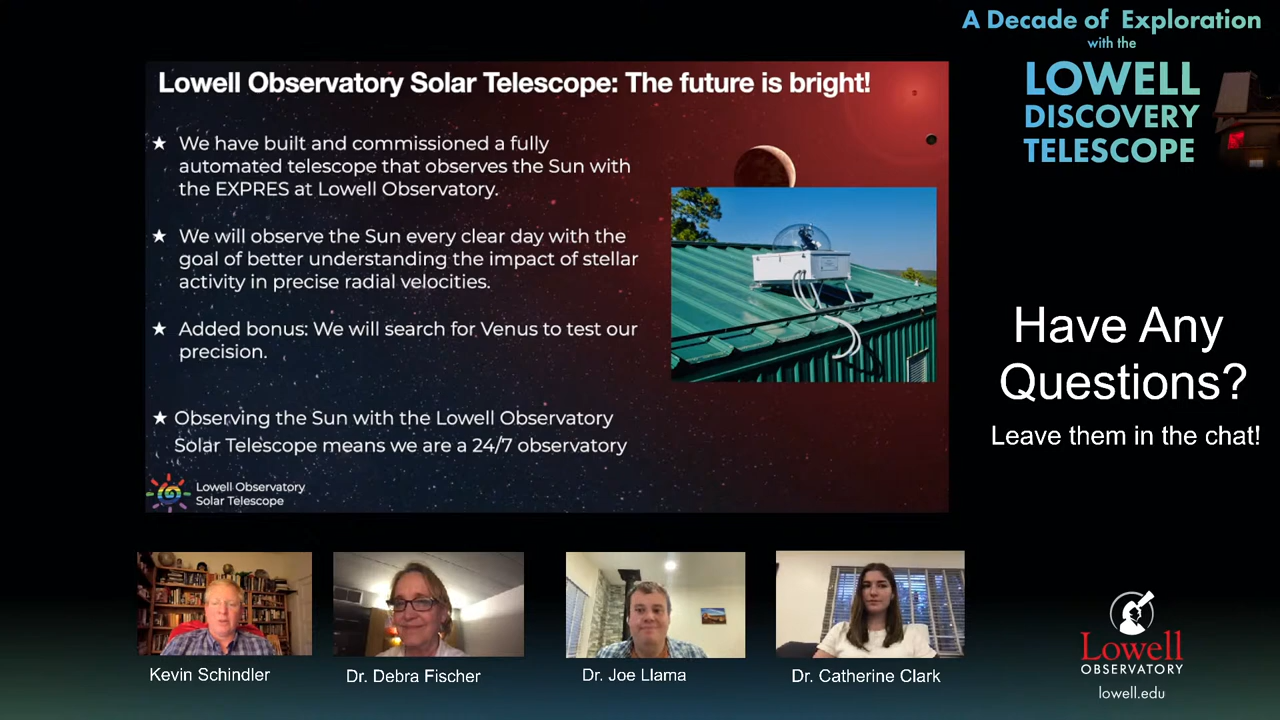 A Decade of Exploration
with the
LOWELL
DISCOVERY
TELESCOPE
Lowell Observatory Solar Telescope: The future is bright!
★ We have built and commissioned a fully
automated telescope that observes the Sun with
the EXPRES at Lowell Observatory.
★ We will observe the Sun every clear day with the
goal of better understanding the impact of stellar
activity in precise radial velocities.
★ Added bonus: We will search for Venus to test our
precision.
★ Observing the Sun with the Lowell Observatory
Solar Telescope means we are a 24/7 observatory
Lowell Observatory
Solar Telescope
Have Any
Questions?
Leave them in the chat!
Kevin Schindler
Dr. Debra Fischer
Dr. Joe Llama
Dr. Catherine Clark
Lowell
OBSERVATORY
lowell.edu